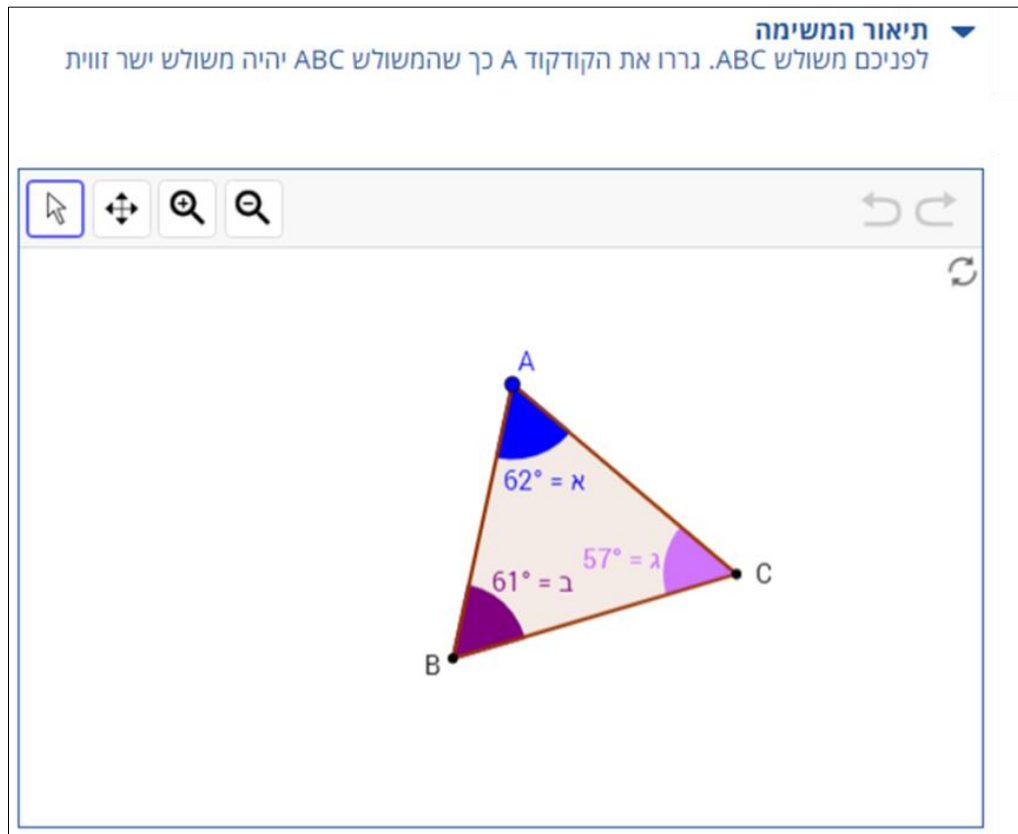 תיאור המשימה
לפניכם משולש ABC. גררו את הקודקוד A כך שהמשולש ABC יהיה משולש ישר זווית
A
א = 62°
ג = 57°
C
ב = 61°
B